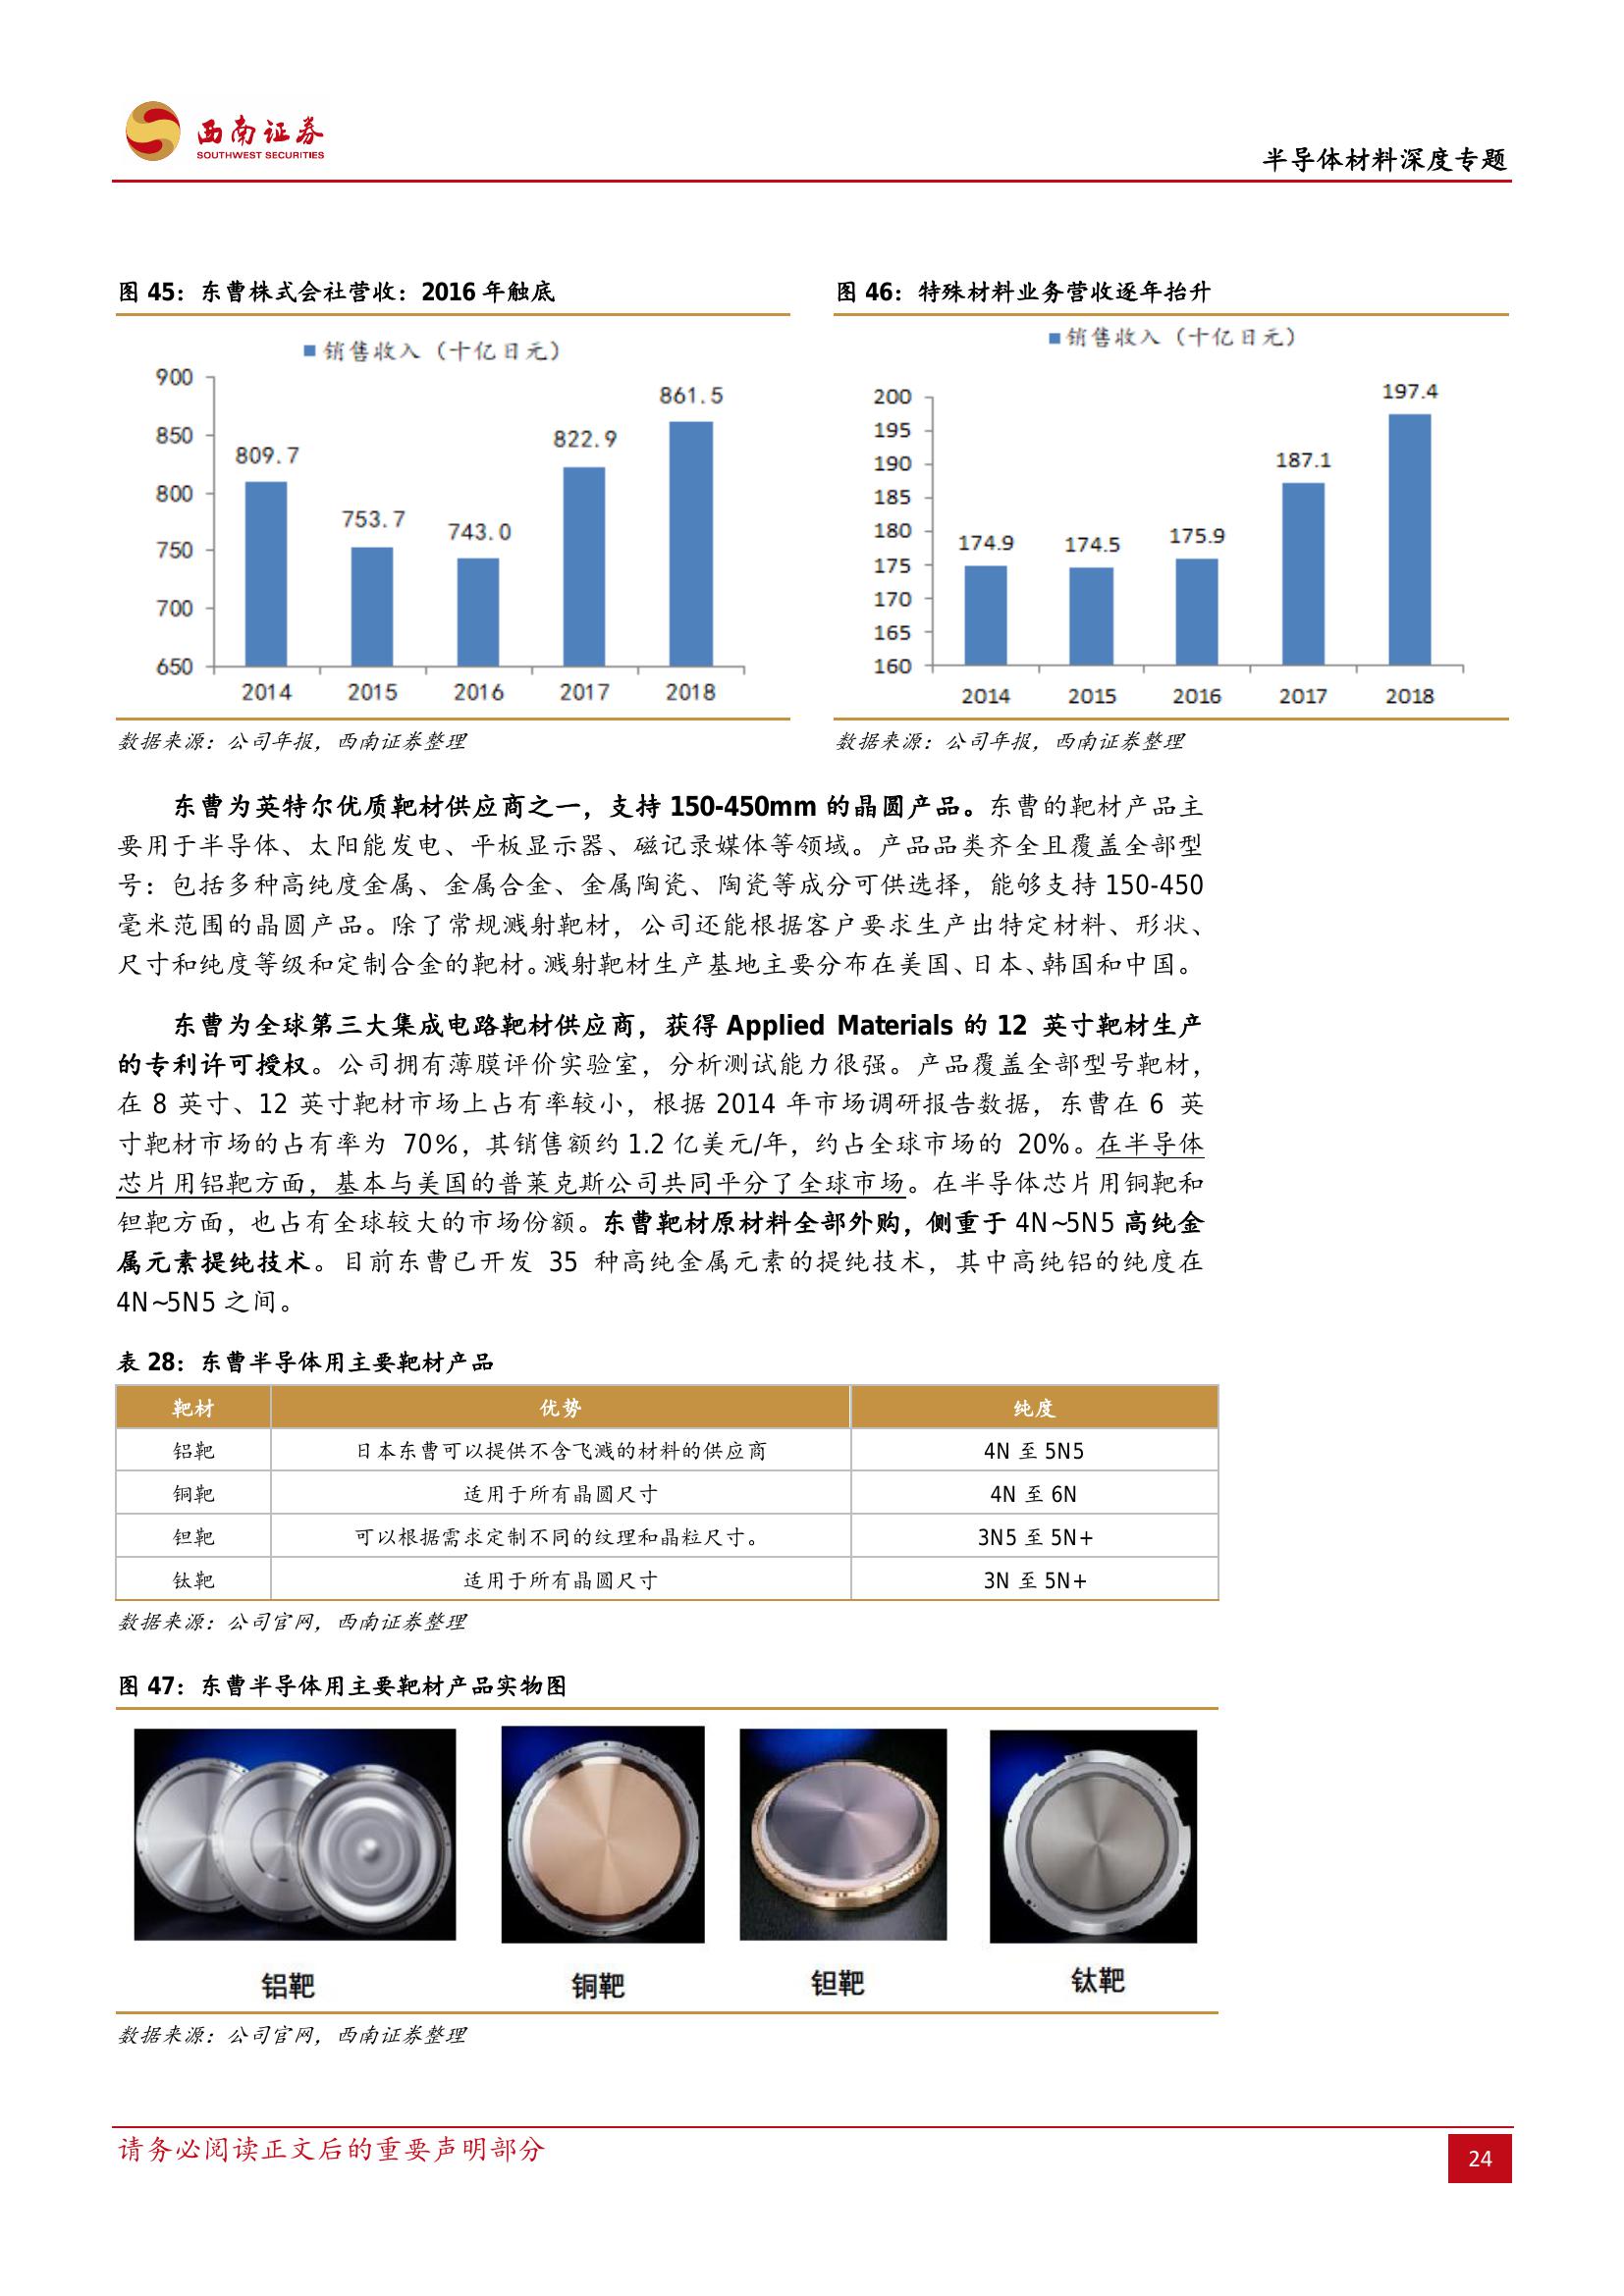 西南证券
SOUTHWEST SECURITIES
半导体材料深度专题
图 45：东曹株式会社营收：2016 年触底
销售收入（十亿日元）
900
850
800
750
700
650
809.7
753.7
743.0
822.9
861.5
2014 2015 2016 2017 2018
数据来源：公司年报，西南证券整理
图 46：特殊材料业务营收逐年抬升
销售收入（十亿日元）
200
195
190
185
180
175
170
165
160
174.9
174.5
175.9
187.1
197.4
2014 2015 2016 2017 2018
数据来源：公司年报，西南证券整理
东曹为英特尔优质靶材供应商之一，支持 150-450mm 的晶圆产品。东曹的靶材产品主
要用于半导体、太阳能发电、平板显示器、磁记录媒体等领域。产品品类齐全且覆盖全部型
号：包括多种高纯度金属、金属合金、金属陶瓷、陶瓷等成分可供选择，能够支持 150-450
毫米范围的晶圆产品。除了常规溅射靶材，公司还能根据客户要求生产出特定材料、形状、
尺寸和纯度等级和定制合金的靶材。溅射靶材生产基地主要分布在美国、日本、韩国和中国。
东曹为全球第三大集成电路靶材供应商，获得 Applied Materials 的 12 英寸靶材生产
的专利许可授权。公司拥有薄膜评价实验室，分析测试能力很强。产品覆盖全部型号靶材，
在 8 英寸、12 英寸靶材市场上占有率较小，根据 2014 年市场调研报告数据，东曹在 6 英
寸靶材市场的占有率为 70%，其销售额约 1.2 亿美元/年，约占全球市场的 20%。在半导体
芯片用铝靶方面，基本与美国的普莱克斯公司共同平分了全球市场。在半导体芯片用铜靶和
钽靶方面，也占有全球较大的市场份额。东曹靶材原材料全部外购，侧重于 4N~5N5 高纯金
属元素提纯技术。目前东曹已开发 35 种高纯金属元素的提纯技术，其中高纯铝的纯度在
4N~5N5 之间。
表 28：东曹半导体用主要靶材产品
靶材 优势 纯度
铝靶 日本东曹可以提供不含飞溅的材料的供应商 4N 至 5N5
铜靶 适用于所有晶圆尺寸 4N 至 6N
钽靶 可以根据需求定制不同的纹理和晶粒尺寸。 3N5 至 5N+
钛靶 适用于所有晶圆尺寸 3N 至 5N+
数据来源：公司官网，西南证券整理
图 47：东曹半导体用主要靶材产品实物图
铝靶 铜靶 钽靶 钛靶
数据来源：公司官网，西南证券整理
请务必阅读正文后的重要声明部分
24